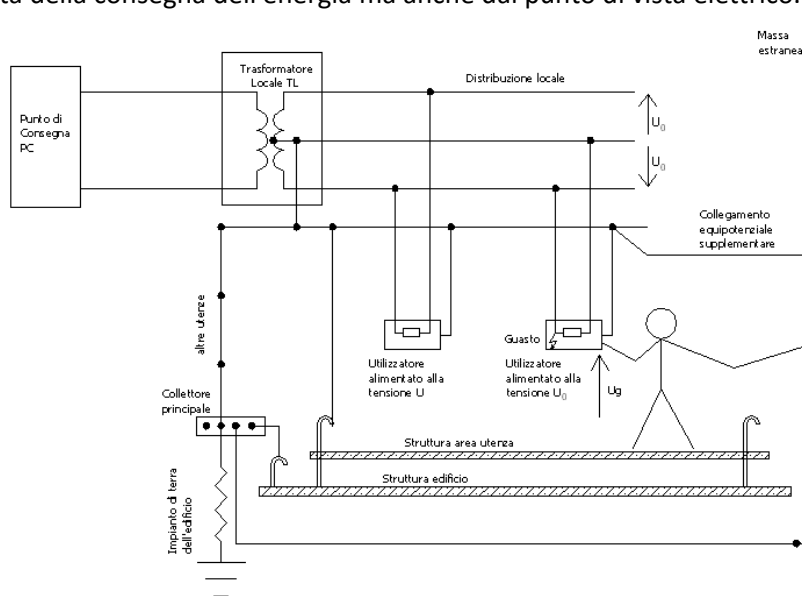 della consegna dell'energia ma anche dal punto di vista elettrico.
Massa
estranea
Trasformatore
Locale TL
Distribuzione locale
Punto di
Consegna
PC
U0
U0
Collegamento
equipotenziale
supplementare
altre utenze
Guasto
Utilizzatore
alimentato alla
tensione U
Utilizzatore
alimentato alla
tensione U0
Ug
Collettore
principale
Struttura area utenza
Struttura edificio
Impianto di terra
dell'edificio